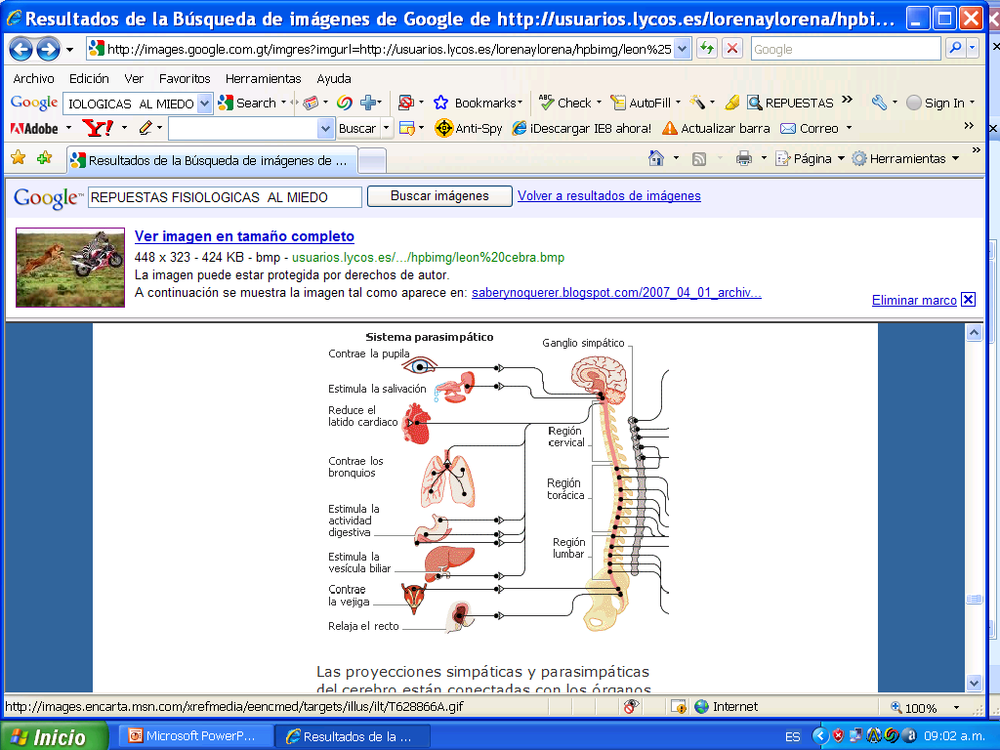 Resultados de la Búsqueda de imágenes de Google de http://usuarios.lycos.es/lorenaylorena/hpbi...
http://images.google.com.gt/imgres?imgurl=http://usuarios.lycos.es/lorenaylorena/hpbimg/leon%25
Google
Archivo Edición Ver Favoritos Herramientas Ayuda
Google IOLOGICAS AL MIEDO Search Bookmarks ABC Check AutoFill REPUESTAS » Sign In
Adobe Y! Buscar Anti-Spy ¡Descargar IE8 ahora! Actualizar barra Correo »
Resultados de la Búsqueda de imágenes de ... Página Herramientas »
Google™ REPUESTAS FISIOLOGICAS AL MIEDO Buscar imágenes Volver a resultados de imágenes
Ver imagen en tamaño completo
448 x 323 - 424 KB - bmp - usuarios.lycos.es/.../hpbimg/leon%20cebra.bmp
La imagen puede estar protegida por derechos de autor.
A continuación se muestra la imagen tal como aparece en: saberynoquerer.blogspot.com/2007_04_01_archiv...
Eliminar marco
Sistema parasimpático
Ganglio simpático
Contrae la pupila
Estimula la salivación
Reduce el
latido cardiaco
Región
cervical
Contrae los
bronquios
Región
torácica
Estimula la
actividad
digestiva
Región
lumbar
Estimula la
vesícula biliar
Contrae
la vejiga
Relaja el recto
Las proyecciones simpáticas y parasimpáticas
del cerebro están conectadas con los órganos
http://images.encarta.msn.com/xrefmedia/eencmed/targets/illus/ilt/T628866A.gif Internet 100%
Inicio Microsoft PowerP... Resultados de la ... ES 09:02 a.m.